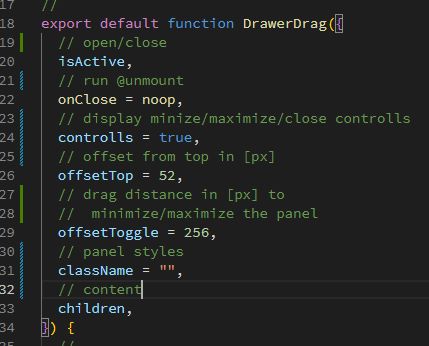 17 //
18 export default function DrawerDrag({
19 // open/close
20 isActive,
21 // run @unmount
22 onClose = noop,
23 // display minize/maximize/close controlls
24 controlls = true,
25 // offset from top in [px]
26 offsetTop = 52,
27 // drag distance in [px] to
28 //  minimize/maximize the panel
29 offsetToggle = 256,
30 // panel styles
31 className = "",
32 // content
33 children,
34 }) {
35 //